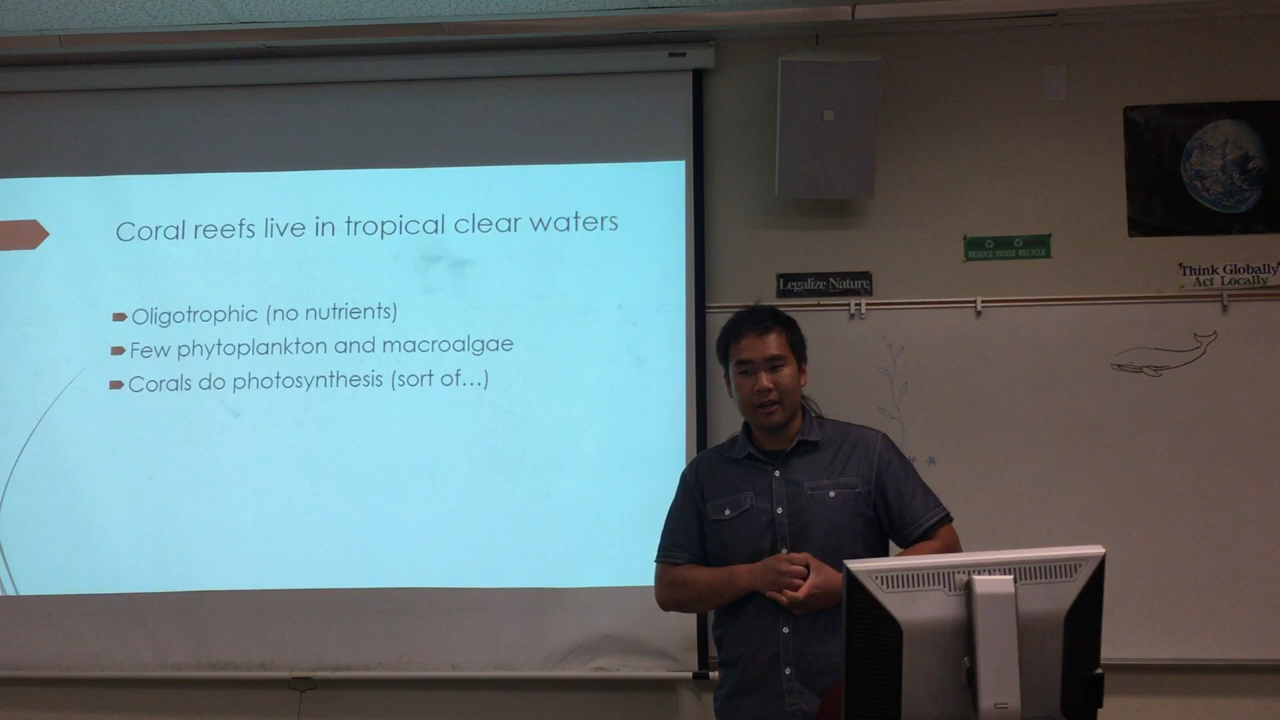 Coral reefs live in tropical clear waters
Oligotrophic (no nutrients)
Few phytoplankton and macroalgae
Corals do photosynthesis (sort of...)
Legalize Nature
REDUCE REUSE RECYCLE
Think Globally
Act Locally